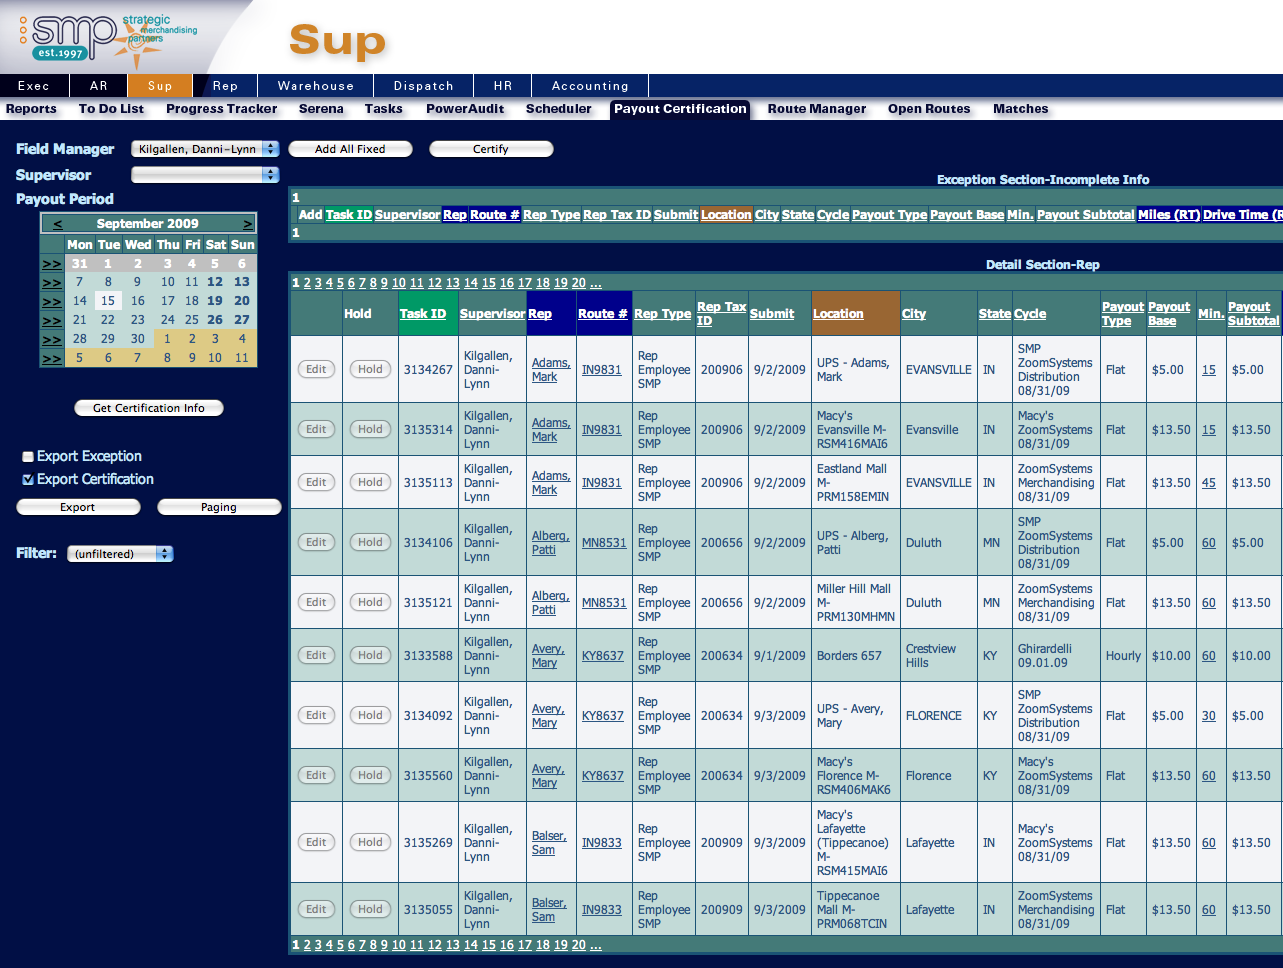 smp strategic merchandising partners
est.1997
Sup
Exec AR Sup Rep Warehouse Dispatch HR Accounting
Reports To Do List Progress Tracker Serena Tasks PowerAudit Scheduler Payout Certification Route Manager Open Routes Matches
Field Manager Kilgallen, Danni-Lynn Add All Fixed Certify
Supervisor
Payout Period
< September 2009 >
Mon Tue Wed Thu Fri Sat Sun
>> 31 1 2 3 4 5 6
>> 7 8 9 10 11 12 13
>> 14 15 16 17 18 19 20
>> 21 22 23 24 25 26 27
>> 28 29 30 1 2 3 4
>> 5 6 7 8 9 10 11
Get Certification Info
Export Exception
Export Certification
Export Paging
Filter: (unfiltered)
Exception Section-Incomplete Info
1
Add Task ID Supervisor Rep Route # Rep Type Rep Tax ID Submit Location City State Cycle Payout Type Payout Base Min. Payout Subtotal Miles (RT) Drive Time (R
1
Detail Section-Rep
1 2 3 4 5 6 7 8 9 10 11 12 13 14 15 16 17 18 19 20 ...
Hold Task ID Supervisor Rep Route # Rep Type Rep Tax ID Submit Location City State Cycle Payout Type Payout Base Min. Payout Subtotal
Edit Hold 3134267 Kilgallen, Danni-Lynn Adams, Mark IN9831 Rep Employee SMP 200906 9/2/2009 UPS - Adams, Mark EVANSVILLE IN SMP ZoomSystems Distribution 08/31/09 Flat $5.00 15 $5.00
Edit Hold 3135314 Kilgallen, Danni-Lynn Adams, Mark IN9831 Rep Employee SMP 200906 9/2/2009 Macy's Evansville M-RSM416MAI6 Evansville IN Macy's ZoomSystems 08/31/09 Flat $13.50 15 $13.50
Edit Hold 3135113 Kilgallen, Danni-Lynn Adams, Mark IN9831 Rep Employee SMP 200906 9/2/2009 Eastland Mall M-PRM158EMIN EVANSVILLE IN ZoomSystems Merchandising 08/31/09 Flat $13.50 45 $13.50
Edit Hold 3134106 Kilgallen, Danni-Lynn Alberg, Patti MN8531 Rep Employee SMP 200656 9/2/2009 UPS - Alberg, Patti Duluth MN SMP ZoomSystems Distribution 08/31/09 Flat $5.00 60 $5.00
Edit Hold 3135121 Kilgallen, Danni-Lynn Alberg, Patti MN8531 Rep Employee SMP 200656 9/2/2009 Miller Hill Mall M-PRM130MHMN Duluth MN ZoomSystems Merchandising 08/31/09 Flat $13.50 60 $13.50
Edit Hold 3133588 Kilgallen, Danni-Lynn Avery, Mary KY8637 Rep Employee SMP 200634 9/1/2009 Borders 657 Crestview Hills KY Ghirardelli 09.01.09 Hourly $10.00 60 $10.00
Edit Hold 3134092 Kilgallen, Danni-Lynn Avery, Mary KY8637 Rep Employee SMP 200634 9/3/2009 UPS - Avery, Mary FLORENCE KY SMP ZoomSystems Distribution 08/31/09 Flat $5.00 30 $5.00
Edit Hold 3135560 Kilgallen, Danni-Lynn Avery, Mary KY8637 Rep Employee SMP 200634 9/3/2009 Macy's Florence M-RSM406MAK6 Florence KY Macy's ZoomSystems 08/31/09 Flat $13.50 60 $13.50
Edit Hold 3135269 Kilgallen, Danni-Lynn Balser, Sam IN9833 Rep Employee SMP 200909 9/3/2009 Macy's Lafayette (Tippecanoe) M-RSM415MAI6 Lafayette IN Macy's ZoomSystems 08/31/09 Flat $13.50 60 $13.50
Edit Hold 3135055 Kilgallen, Danni-Lynn Balser, Sam IN9833 Rep Employee SMP 200909 9/3/2009 Tippecanoe Mall M-PRM068TCIN Lafayette IN ZoomSystems Merchandising 08/31/09 Flat $13.50 60 $13.50
1 2 3 4 5 6 7 8 9 10 11 12 13 14 15 16 17 18 19 20 ...